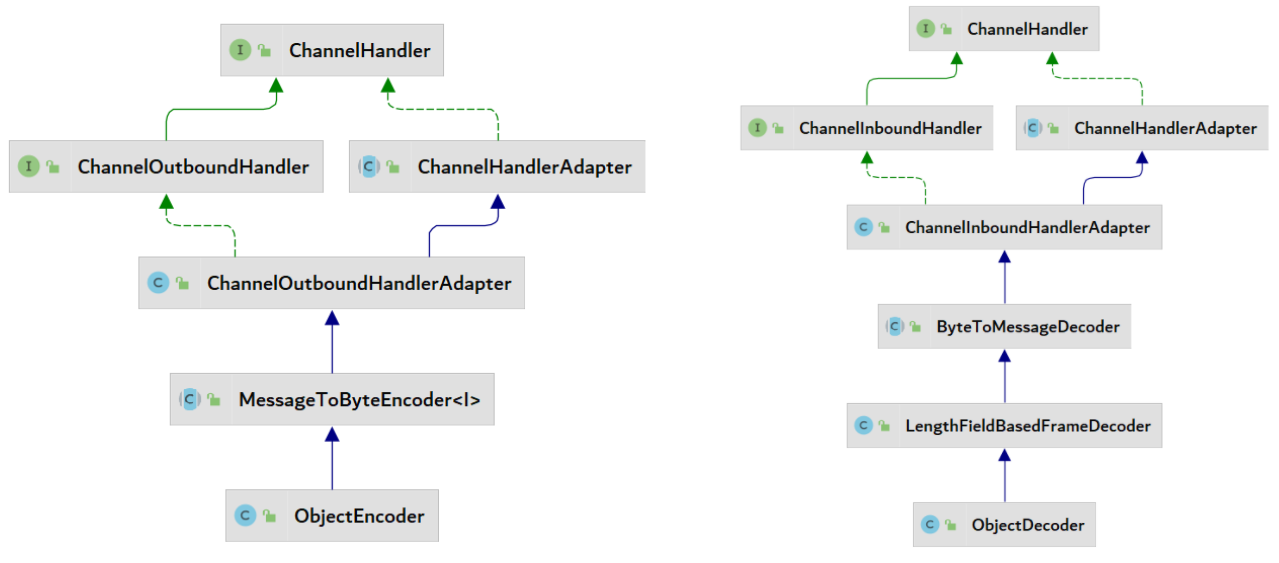 I ChannelHandler
I ChannelOutboundHandler
C ChannelHandlerAdapter
C ChannelOutboundHandlerAdapter
C MessageToByteEncoder<I>
C ObjectEncoder
I ChannelHandler
I ChannelInboundHandler
C ChannelHandlerAdapter
C ChannelInboundHandlerAdapter
C ByteToMessageDecoder
C LengthFieldBasedFrameDecoder
C ObjectDecoder